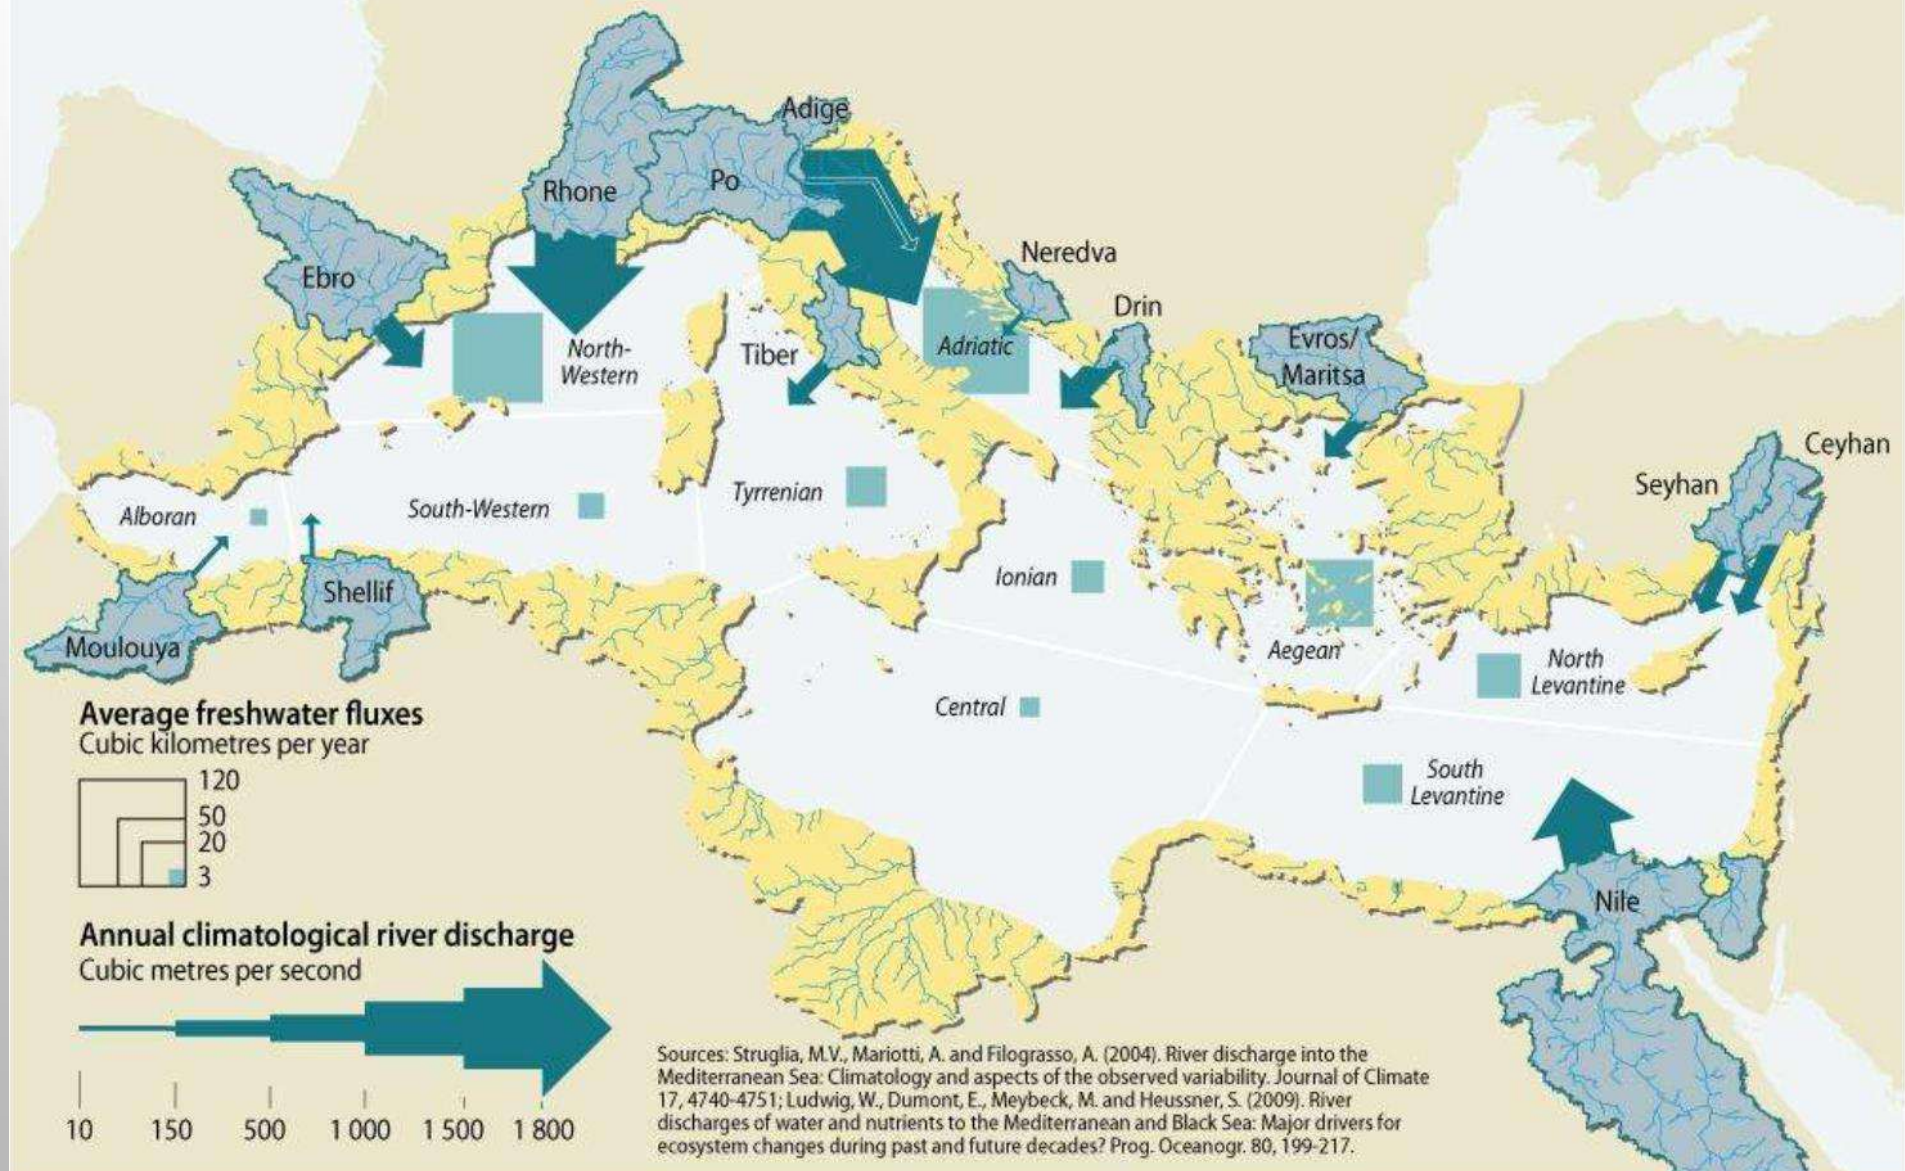 Adige
Rhone
Po
Ebro
Neredva
Drin
Evros/
Maritsa
Tiber
North-
Western
Adriatic
Ceyhan
Seyhan
Alboran
South-Western
Tyrrenian
Ionian
Shellif
Moulouya
Aegean
North
Levantine
Central
South
Levantine
Nile
Average freshwater fluxes
Cubic kilometres per year
120
50
20
3
Annual climatological river discharge
Cubic metres per second
10 150 500 1 000 1 500 1 800
Sources: Struglia, M.V., Mariotti, A. and Filograsso, A. (2004). River discharge into the
Mediterranean Sea: Climatology and aspects of the observed variability. Journal of Climate
17, 4740-4751; Ludwig, W., Dumont, E., Meybeck, M. and Heussner, S. (2009). River
discharges of water and nutrients to the Mediterranean and Black Sea: Major drivers for
ecosystem changes during past and future decades? Prog. Oceanogr. 80, 199-217.